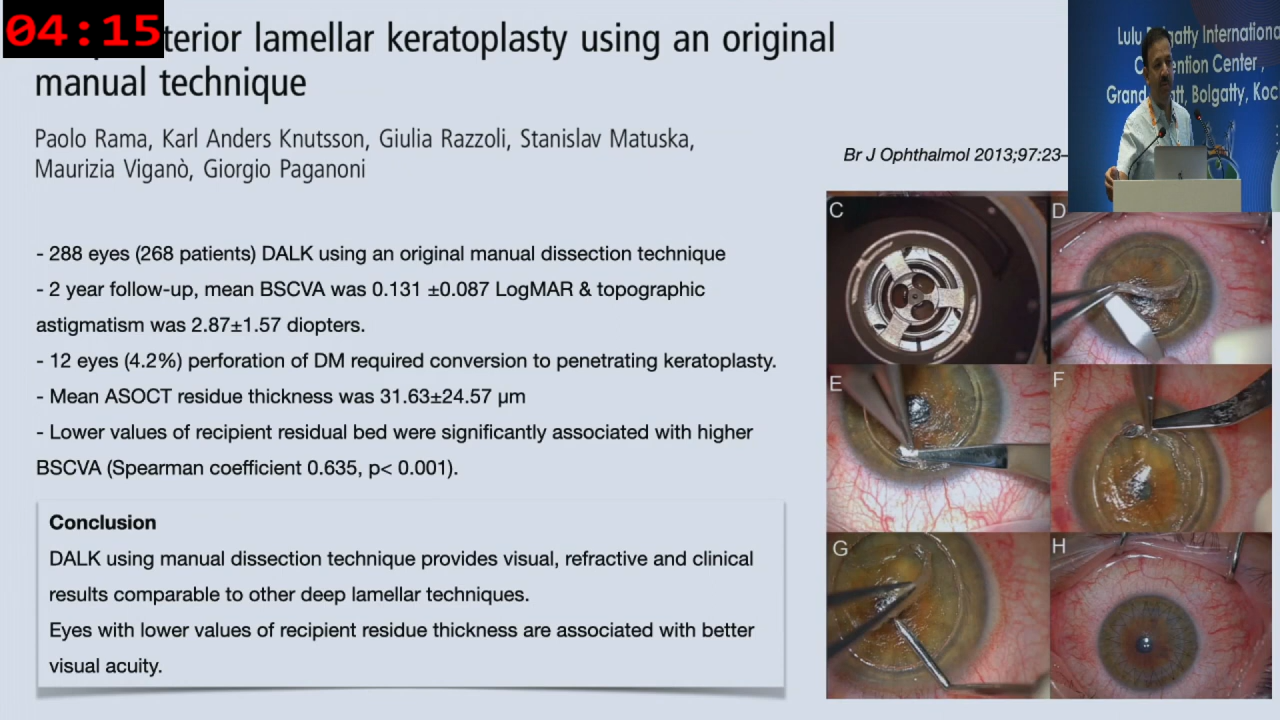 04:15
terior lamellar keratoplasty using an original
manual technique
Paolo Rama, Karl Anders Knutsson, Giulia Razzoli, Stanislav Matuska,
Maurizia Viganò, Giorgio Paganoni
Br J Ophthalmol 2013;97:23–
Lulu Bolgatty Internationa
Convention Center ,
Grand Hyatt, Bolgatty, Koc
C
D
E
F
G
H
- 288 eyes (268 patients) DALK using an original manual dissection technique
- 2 year follow-up, mean BSCVA was 0.131 ±0.087 LogMAR & topographic
astigmatism was 2.87±1.57 diopters.
- 12 eyes (4.2%) perforation of DM required conversion to penetrating keratoplasty.
- Mean ASOCT residue thickness was 31.63±24.57 µm
- Lower values of recipient residual bed were significantly associated with higher
BSCVA (Spearman coefficient 0.635, p< 0.001).
Conclusion
DALK using manual dissection technique provides visual, refractive and clinical
results comparable to other deep lamellar techniques.
Eyes with lower values of recipient residue thickness are associated with better
visual acuity.